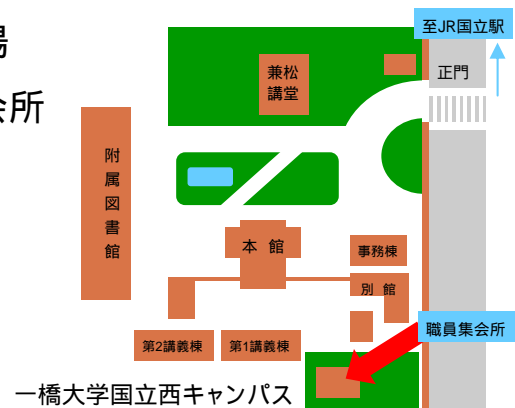 場
会所
至JR国立駅
正門
兼松
講堂
附属図書館
本 館
事務棟
別 館
職員集会所
第2講義棟
第1講義棟
一橋大学国立西キャンパス